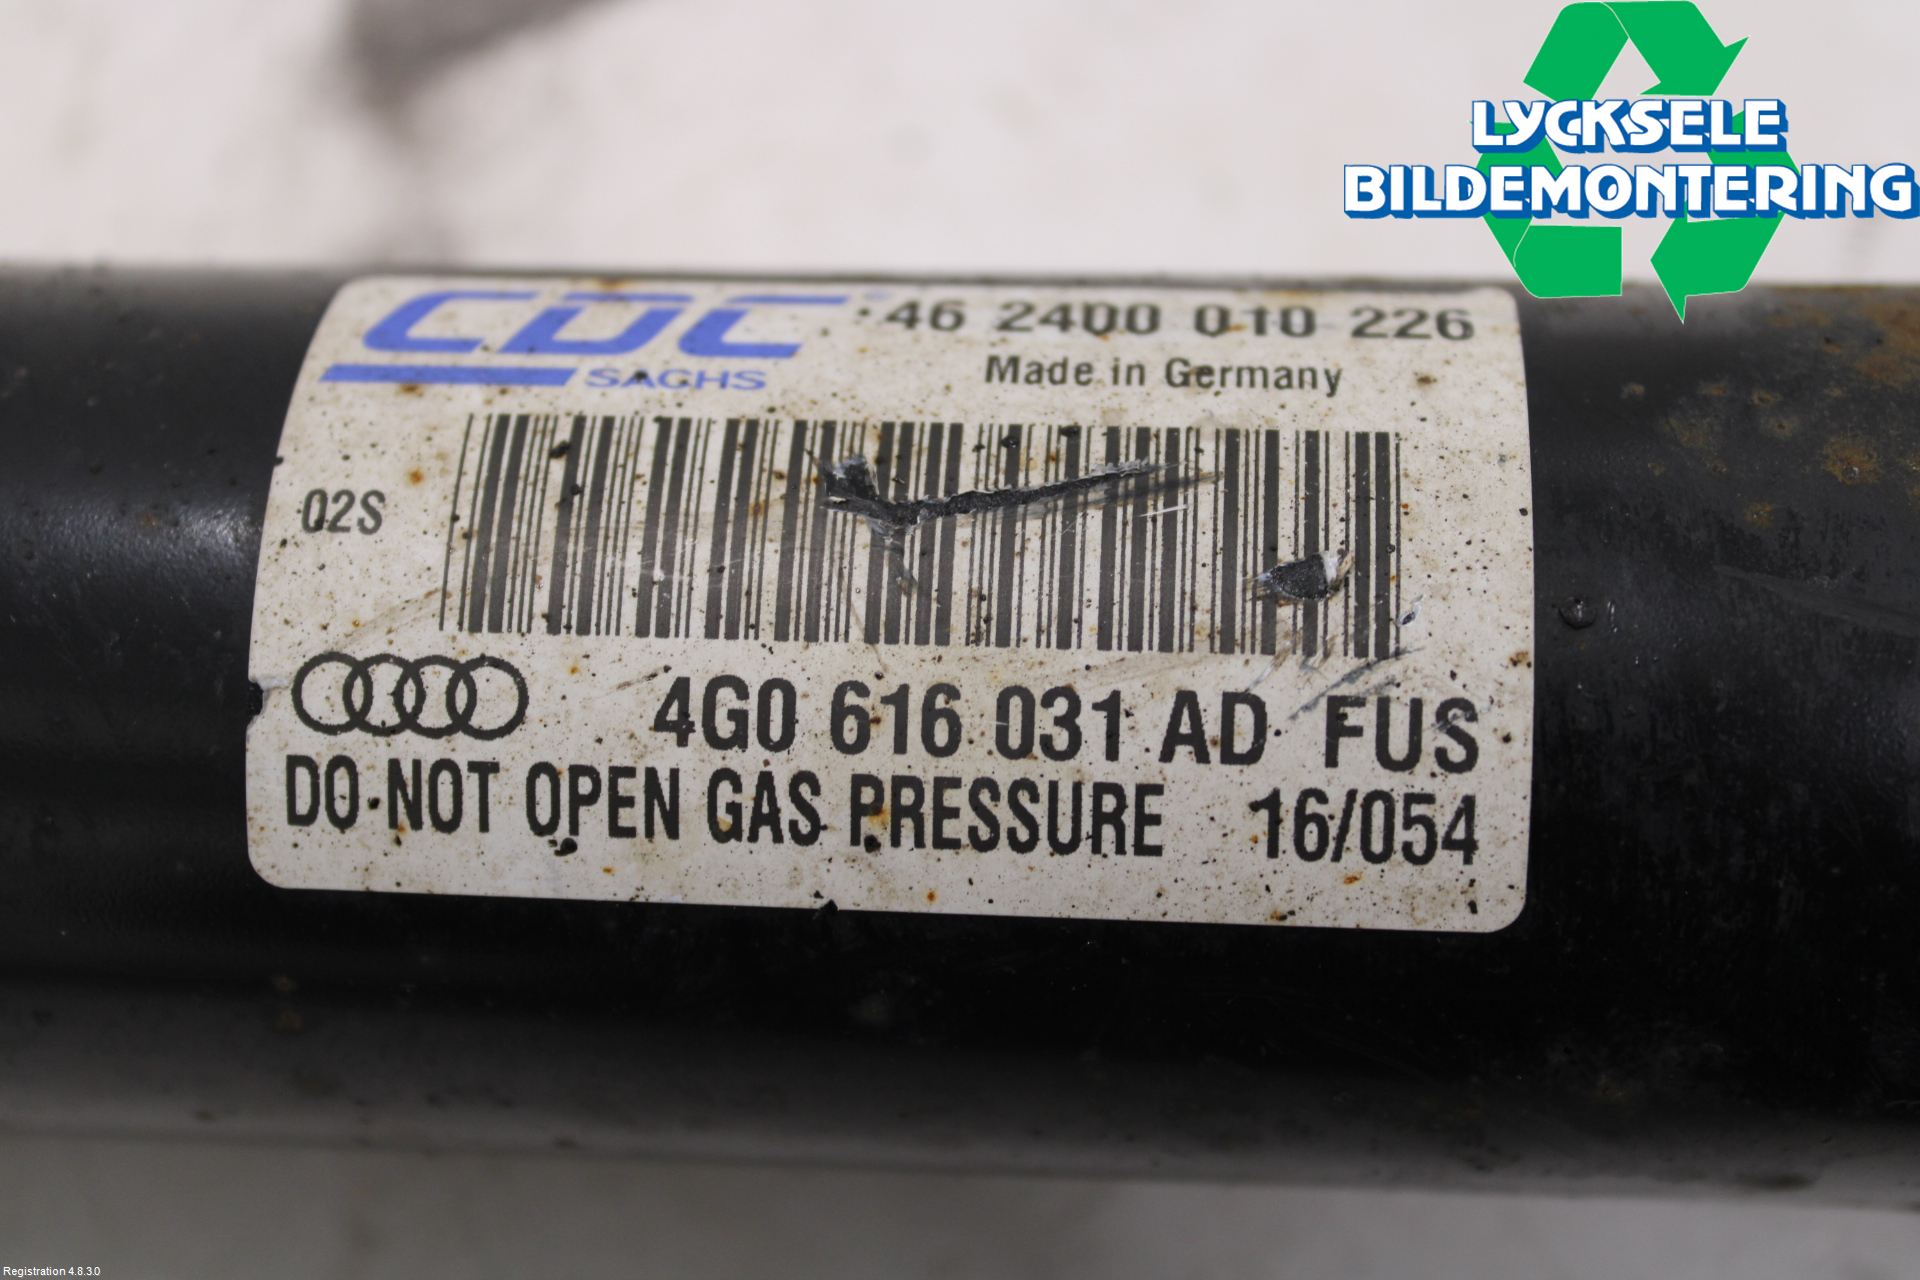 LYCKSELE
BILDEMONTERING
CDC 46 2400 010 226
SACHS Made in Germany
02S
4G0 616 031 AD FUS
DO NOT OPEN GAS PRESSURE 16/054
Registration 4.8.3.0